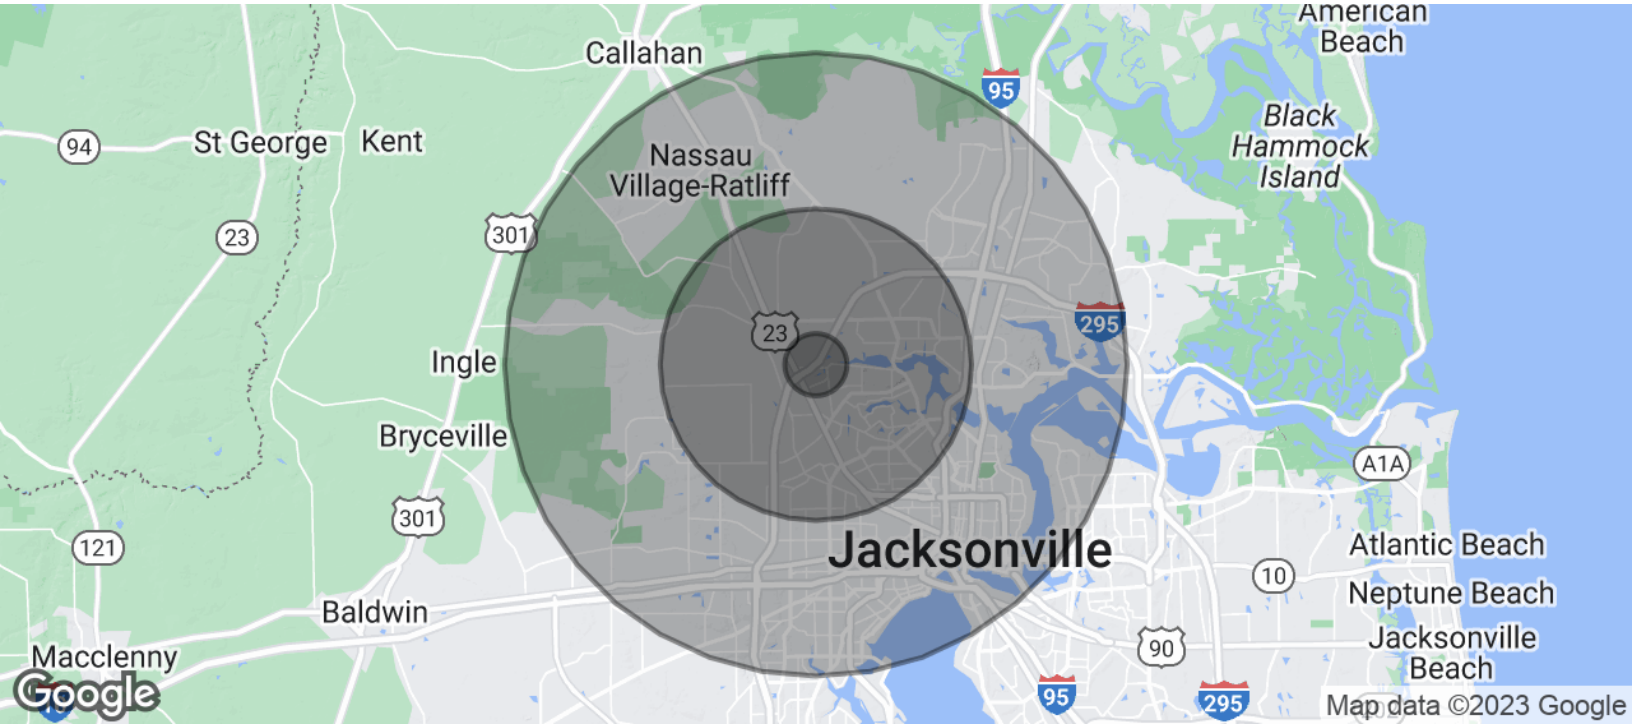 American
Beach
Callahan
95
Black
Hammock
Island
94
St George
Kent
Nassau
Village-Ratliff
23
301
23
295
Ingle
Bryceville
A1A
301
121
Jacksonville
Atlantic Beach
10
Neptune Beach
Baldwin
Jacksonville
Beach
90
Macclenny
Google
95
295
Map data ©2023 Google